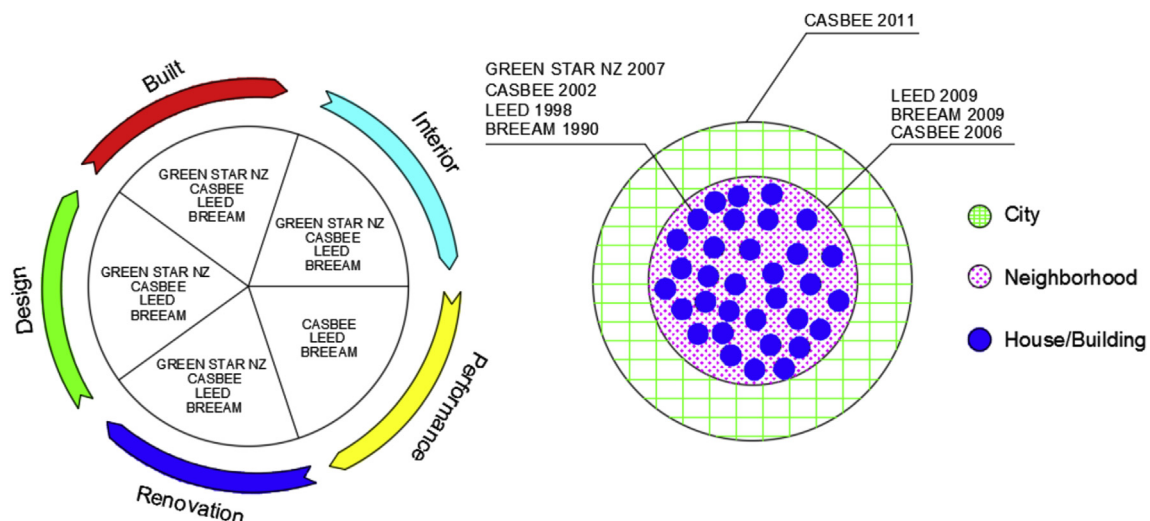 Built
Interior
Performance
Renovation
Design
GREEN STAR NZ
CASBEE
LEED
BREEAM
GREEN STAR NZ
CASBEE
LEED
BREEAM
CASBEE
LEED
BREEAM
GREEN STAR NZ
CASBEE
LEED
BREEAM
GREEN STAR NZ
CASBEE
LEED
BREEAM
CASBEE 2011
GREEN STAR NZ 2007
CASBEE 2002
LEED 1998
BREEAM 1990
LEED 2009
BREEAM 2009
CASBEE 2006
City
Neighborhood
House/Building